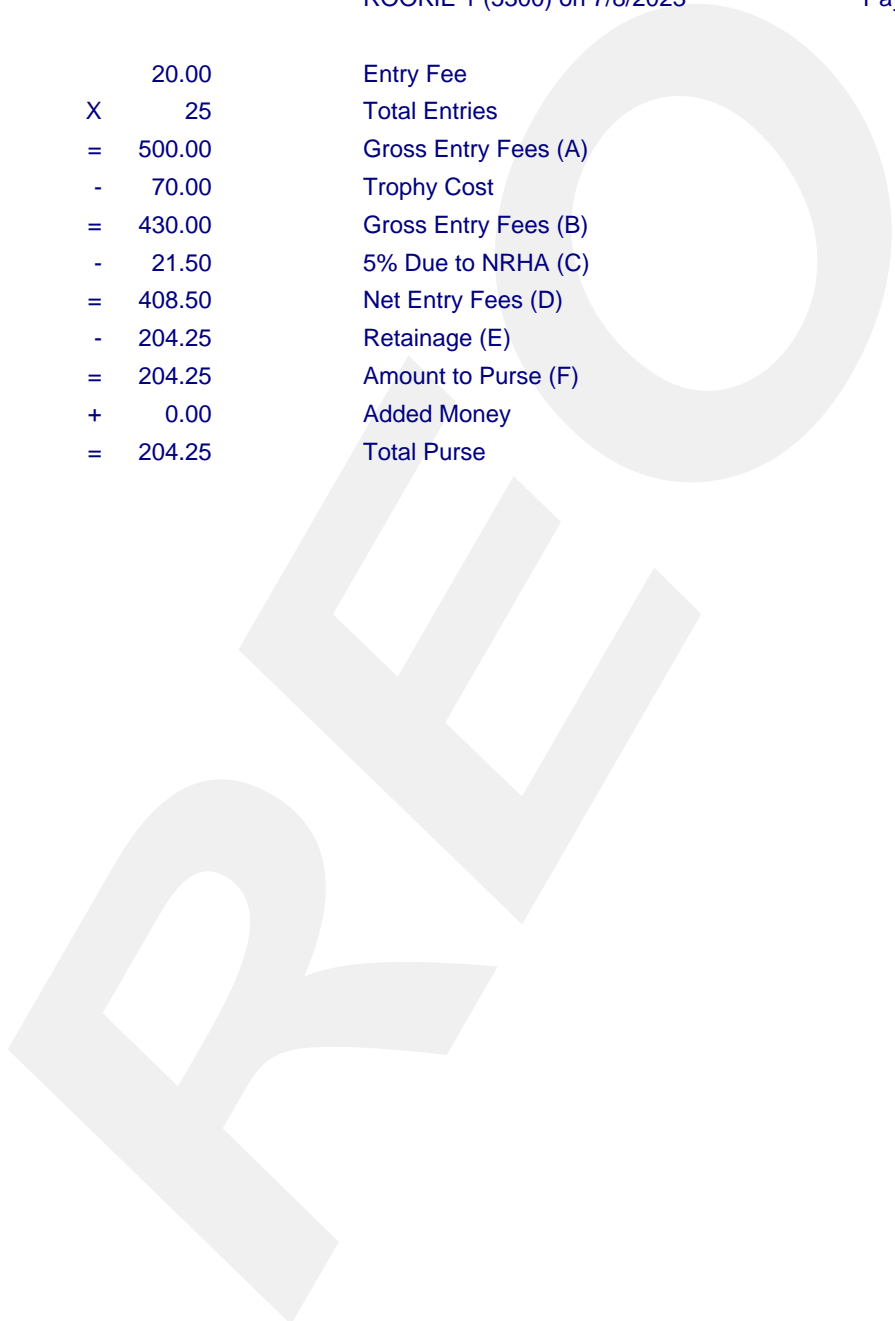 ROOKIE 1 (5300) on 7/8/2023
20.00 Entry Fee
X 25 Total Entries
= 500.00 Gross Entry Fees (A)
- 70.00 Trophy Cost
= 430.00 Gross Entry Fees (B)
- 21.50 5% Due to NRHA (C)
= 408.50 Net Entry Fees (D)
- 204.25 Retainage (E)
= 204.25 Amount to Purse (F)
+ 0.00 Added Money
= 204.25 Total Purse
REO